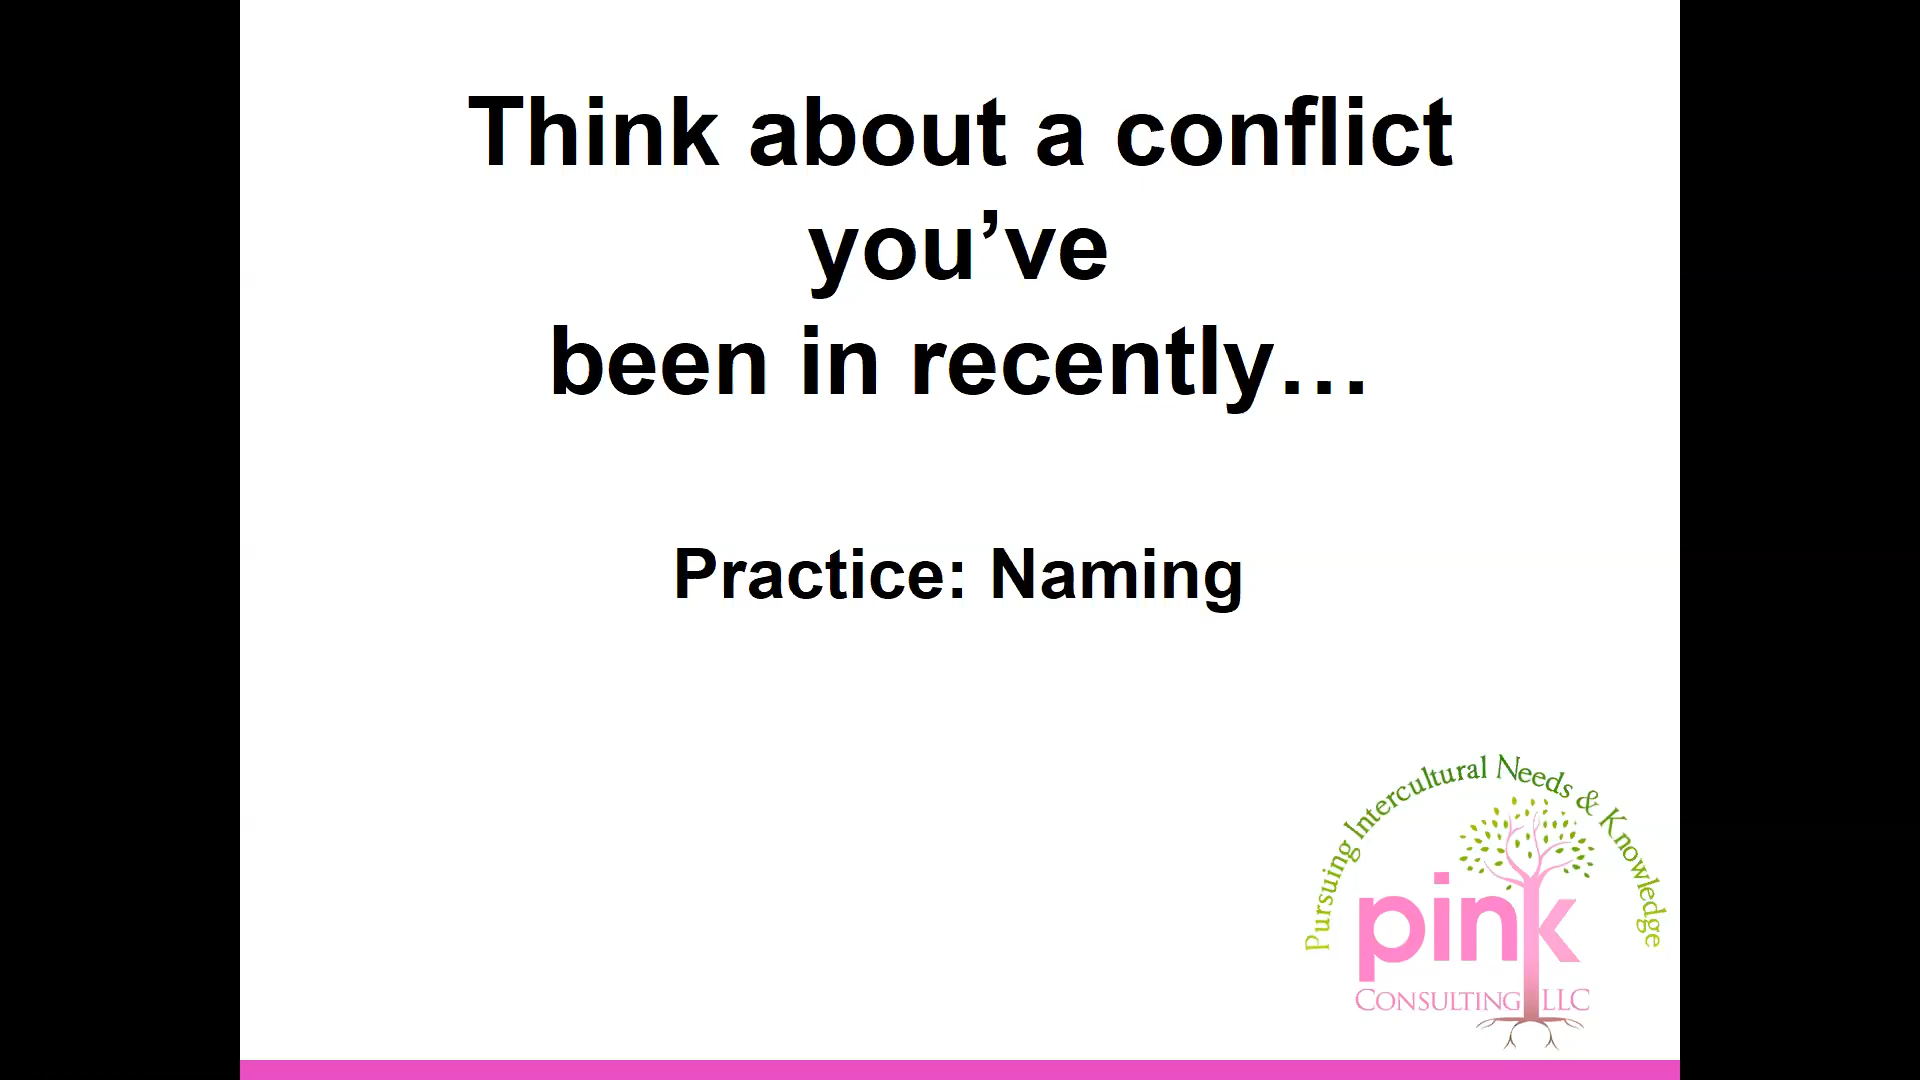 Think about a conflict
you’ve
been in recently…
Practice: Naming
Pursuing Intercultural Needs & Knowledge
pink
CONSULTING LLC